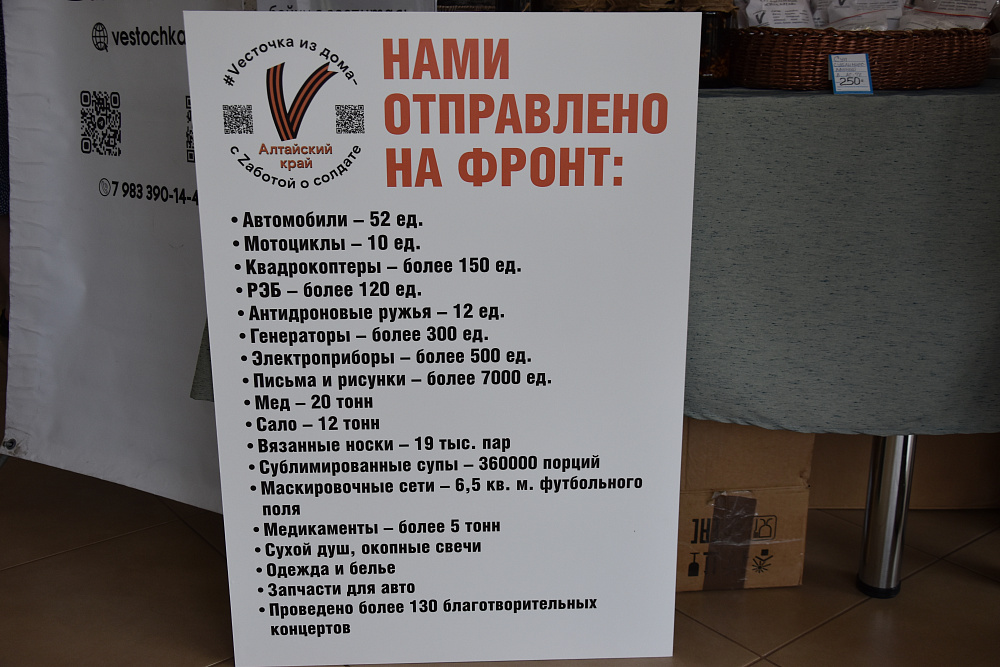 vestochka
7 983 390-14-4
#Vесточка из дома-
Алтайский
край
с Zаботой о солдате
НАМИ
ОТПРАВЛЕНО
НА ФРОНТ:
• Автомобили – 52 ед.
• Мотоциклы – 10 ед.
• Квадрокоптеры – более 150 ед.
• РЭБ – более 120 ед.
• Антидроновые ружья – 12 ед.
• Генераторы – более 300 ед.
• Электроприборы – более 500 ед.
• Письма и рисунки – более 7000 ед.
• Мед – 20 тонн
• Сало – 12 тонн
• Вязанные носки – 19 тыс. пар
• Сублимированные супы – 360000 порций
• Маскировочные сети – 6,5 кв. м. футбольного
поля
• Медикаменты – более 5 тонн
• Сухой душ, окопные свечи
• Одежда и белье
• Запчасти для авто
• Проведено более 130 благотворительных
концертов
250